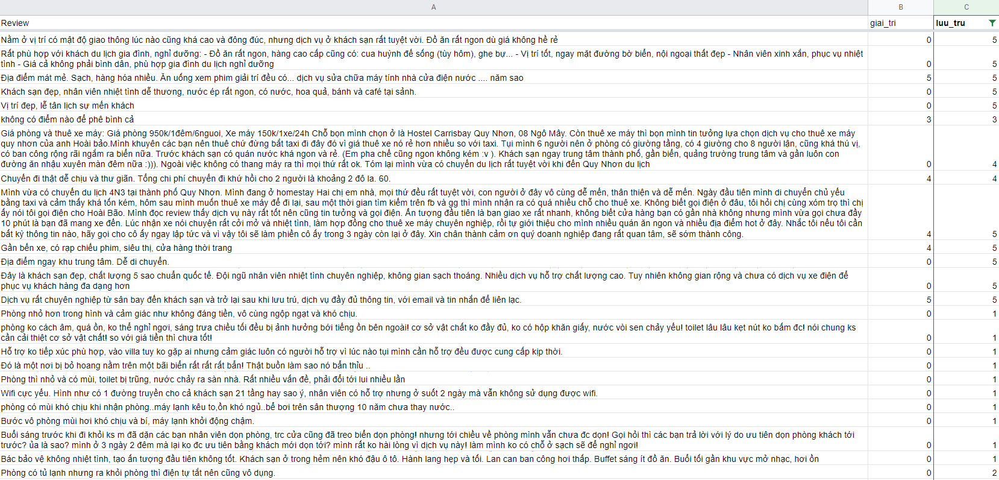 A B C
Review giai_tri luu_tru
Nằm ở vị trí có mật độ giao thông lúc nào cũng khá cao và đông đúc, nhưng dịch vụ ở khách sạn rất tuyệt vời. Đồ ăn rất ngon dù giá không hề rẻ 0 5
Rất phù hợp với khách du lịch gia đình, nghỉ dưỡng: - Đồ ăn rất ngon, hàng cao cấp cũng có: cua huỳnh đế sống (tùy hôm), ghẹ bự... - Vị trí tốt, ngay mặt đường bờ biển, nội ngoại thất đẹp - Nhân viên xinh xắn, phục vụ nhiệt
tình - Giá cả không phải bình dân, phù hợp gia đình du lịch nghỉ dưỡng 0 5
Địa điểm mát mẻ. Sạch, hàng hóa nhiều. Ăn uống xem phim giải trí đều có... dịch vụ sửa chữa máy tính nhà cửa điện nước .... năm sao 5 5
Khách sạn đẹp, nhân viên nhiệt tình dễ thương, nước ép rất ngon, có nước, hoa quả, bánh và café tại sảnh. 0 5
Vị trí đẹp, lễ tân lịch sự mến khách 0 5
không có điểm nào để phê bình cả 3 3
Giá phòng và thuê xe máy: Giá phòng 950k/1đêm/6nguoi, Xe máy 150k/1xe/24h Chỗ bọn mình chọn ở là Hostel Carrisbay Quy Nhơn, 08 Ngô Mây. Còn thuê xe máy thì bọn mình tin tưởng lựa chọn dịch vụ cho thuê xe máy
quy nhơn của anh Hoài bảo.Mình khuyên các bạn nên thuê chứ đừng bắt taxi đi đây đó vì giá thuê xe nó rẻ hơn nhiều so với taxi. Tụi mình 6 người nên ở phòng có giường tầng, có 4 giường cho 8 người lận, cũng khá thú vị,
có ban công rộng rãi ngắm ra biển nữa. Trước khách sạn có quán nước khá ngon và rẻ. (Em pha chế cũng ngon không kém :v ). Khách sạn ngay trung tâm thành phố, gần biển, quảng trường trung tâm và gần luôn con
đường ăn nhậu xuyên màn đêm nữa :))). Ngoài việc không có thang máy ra thì mọi thứ rất ok. Tóm lại mình vừa có chuyến du lịch rất tuyệt vời khi đến Quy Nhơn du lịch 0 4
Chuyến đi thật dễ chịu và thư giãn. Tổng chi phí chuyến đi khứ hồi cho 2 người là khoảng 2 đô la. 60. 4 4
Mình vừa có chuyến du lịch 4N3 tại thành phố Quy Nhơn. Mình đang ở homestay Hai chị em nhà, mọi thứ đều rất tuyệt vời, con người ở đây vô cùng dễ mến, thân thiện và dễ mến. Ngày đầu tiên mình di chuyển chủ yếu
bằng taxi và cảm thấy khá tốn kém, hôm sau mình muốn thuê xe máy để đi lại, sau một thời gian tìm kiếm trên fb và gg thì mình nhận ra có quá nhiều chỗ cho thuê xe. Không biết gọi điện ở đâu, tôi hỏi chị cùng xóm trọ thì chị
ấy nói tôi gọi điện cho Hoài Bão. Mình đọc review thấy dịch vụ này rất tốt nên cũng tin tưởng và gọi điện. Ấn tượng đầu tiên là bạn giao xe rất nhanh, không biết cửa hàng bạn có gần nhà không nhưng mình vừa gọi chưa đầy
10 phút là bạn đã mang xe đến. Lúc nhận xe nói chuyện rất cởi mở và nhiệt tình, làm hợp đồng cho thuê xe máy chuyên nghiệp, rồi tự giới thiệu cho mình nhiều quán ăn ngon và nhiều địa điểm hot ở đây. Nhắc tôi nếu tôi cần
bất kỳ thông tin nào, hãy gọi cho cô ấy ngay lập tức và vì vậy tôi sẽ làm phiền cô ấy trong 3 ngày còn lại ở đây. Xin chân thành cảm ơn quý doanh nghiệp đang rất quan tâm, sẽ sớm thành công. 4 5
Gần bến xe, có rạp chiếu phim, siêu thị, cửa hàng thời trang 4 5
Địa điểm ngay khu trung tâm. Dễ di chuyển. 0 5
Đây là khách sạn đẹp, chất lượng 5 sao chuẩn quốc tế. Đội ngũ nhân viên nhiệt tình chuyên nghiệp, không gian sạch thoáng. Nhiều dịch vụ hỗ trợ chất lượng cao. Tuy nhiên không gian rộng và chưa có dịch vụ xe điện để
phục vụ khách hàng đa dạng hơn 0 5
Dịch vụ rất chuyên nghiệp từ sân bay đến khách sạn và trở lại sau khi lưu trú, dịch vụ đầy đủ thông tin, với email và tin nhắn để liên lạc. 5 5
Phòng nhỏ hơn trong hình và cảm giác như không đáng tiền, vô cùng ngộp ngạt và khó chịu. 0 1
phòng ko cách âm, quá ồn, ko thể nghỉ ngơi, sáng trưa chiều tối đều bị ảnh hưởng bới tiếng ồn bên ngoài! cơ sở vật chất ko đầy đủ, ko có hộp khăn giấy, nước vòi sen chảy yếu! toilet lâu lâu kẹt nút ko bấm đc! nói chung ks
cần cải thiệt cơ sở vật chất! so với giá tiền thì chưa tốt! 0 1
Hỗ trợ ko tiếp xúc phù hợp, vào villa tuy ko gặp ai nhưng cảm giác luôn có người hỗ trợ vì lúc nào tụi mình cần hỗ trợ đều được cung cấp kịp thời. 0 1
Đó là một nơi bị bỏ hoang nằm trên một bãi biển rất rất rất bẩn! Thật buồn làm sao nó bẩn thỉu .. 0 1
Phòng thì nhỏ và có mùi, toilet bị trũng, nước chảy ra sàn nhà. Rất nhiều vấn đề, phải đổi tới lui nhiều lần 0 1
Wifi cực yếu. Hình như có 1 đường truyền cho cả khách sạn 21 tầng hay sao ý, nhân viên có hỗ trợ nhưng ở suốt 2 ngày mà vẫn không sử dụng được wifi. 0 1
phòng có mùi khó chịu khi nhận phòng..máy lạnh kêu to,ồn khó ngủ..bể bơi trên sân thượng 10 năm chưa thay nước.. 0 1
Bước vô phòng mùi hơi khó chịu và bí, máy lạnh khởi động chậm. 0 1
Buổi sáng trước khi đi khỏi ks m đã dặn các bạn nhân viên dọn phòng, trc cửa cũng đã treo biển dọn phòng! nhưng tới chiều về phòng mình vẫn chưa đc dọn! Gọi hỏi thì các bạn trả lời với lý do ưu tiên dọn phòng khách tới
trước? ủa là sao? mình ở 3 ngày 2 đêm mà lại ko đc ưu tiên bằng khách mới dọn tới? mình rất ko hài lòng vì dịch vụ này! làm mình ko có chỗ ở sạch sẽ để nghỉ ngơi! 0 1
Bác bảo vệ không nhiệt tình, tạo ấn tượng đầu tiên không tốt. Khách sạn ở trong hẻm nên khó đậu ô tô. Hành lang hẹp và tối. Lan can ban công hơi thấp. Buffet sáng ít đồ ăn. Buổi tối gần khu vực mở nhạc, hơi ồn 0 1
Phòng có tủ lạnh nhưng ra khỏi phòng thì điện tự tắt nên cũng vô dụng. 0 2